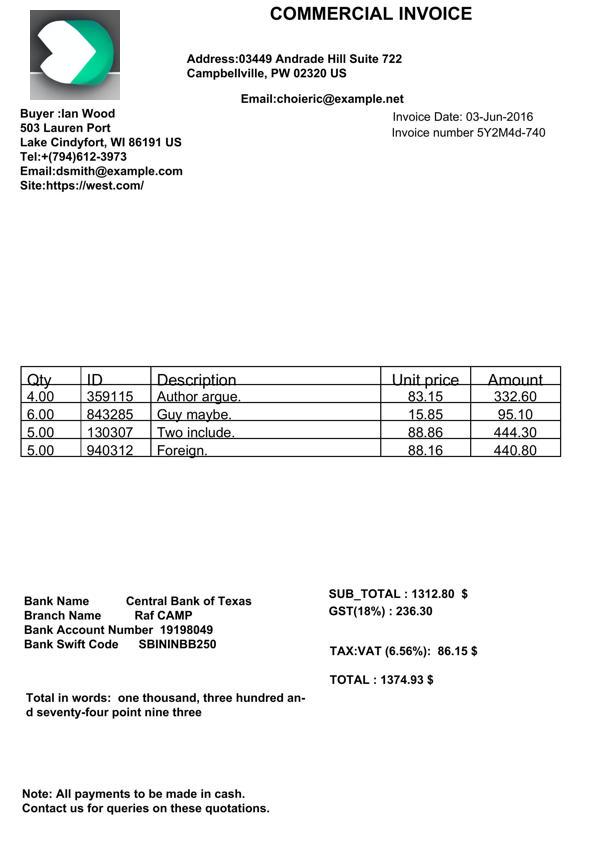 COMMERCIAL INVOICE
Address:03449 Andrade Hill Suite 722
Campbellville, PW 02320 US
Email:choieric@example.net
Invoice Date: 03-Jun-2016
Invoice number 5Y2M4d-740
Buyer :Ian Wood
503 Lauren Port
Lake Cindyfort, WI 86191 US
Tel:+(794)612-3973
Email:dsmith@example.com
Site:https://west.com/
Qty ID Description Unit price Amount
4.00 359115 Author argue. 83.15 332.60
6.00 843285 Guy maybe. 15.85 95.10
5.00 130307 Two include. 88.86 444.30
5.00 940312 Foreign. 88.16 440.80
SUB_TOTAL : 1312.80 $
GST(18%) : 236.30
TAX:VAT (6.56%): 86.15 $
TOTAL : 1374.93 $
Bank Name Central Bank of Texas
Branch Name Raf CAMP
Bank Account Number 19198049
Bank Swift Code SBININBB250
Total in words: one thousand, three hundred an-
d seventy-four point nine three
Note: All payments to be made in cash.
Contact us for queries on these quotations.